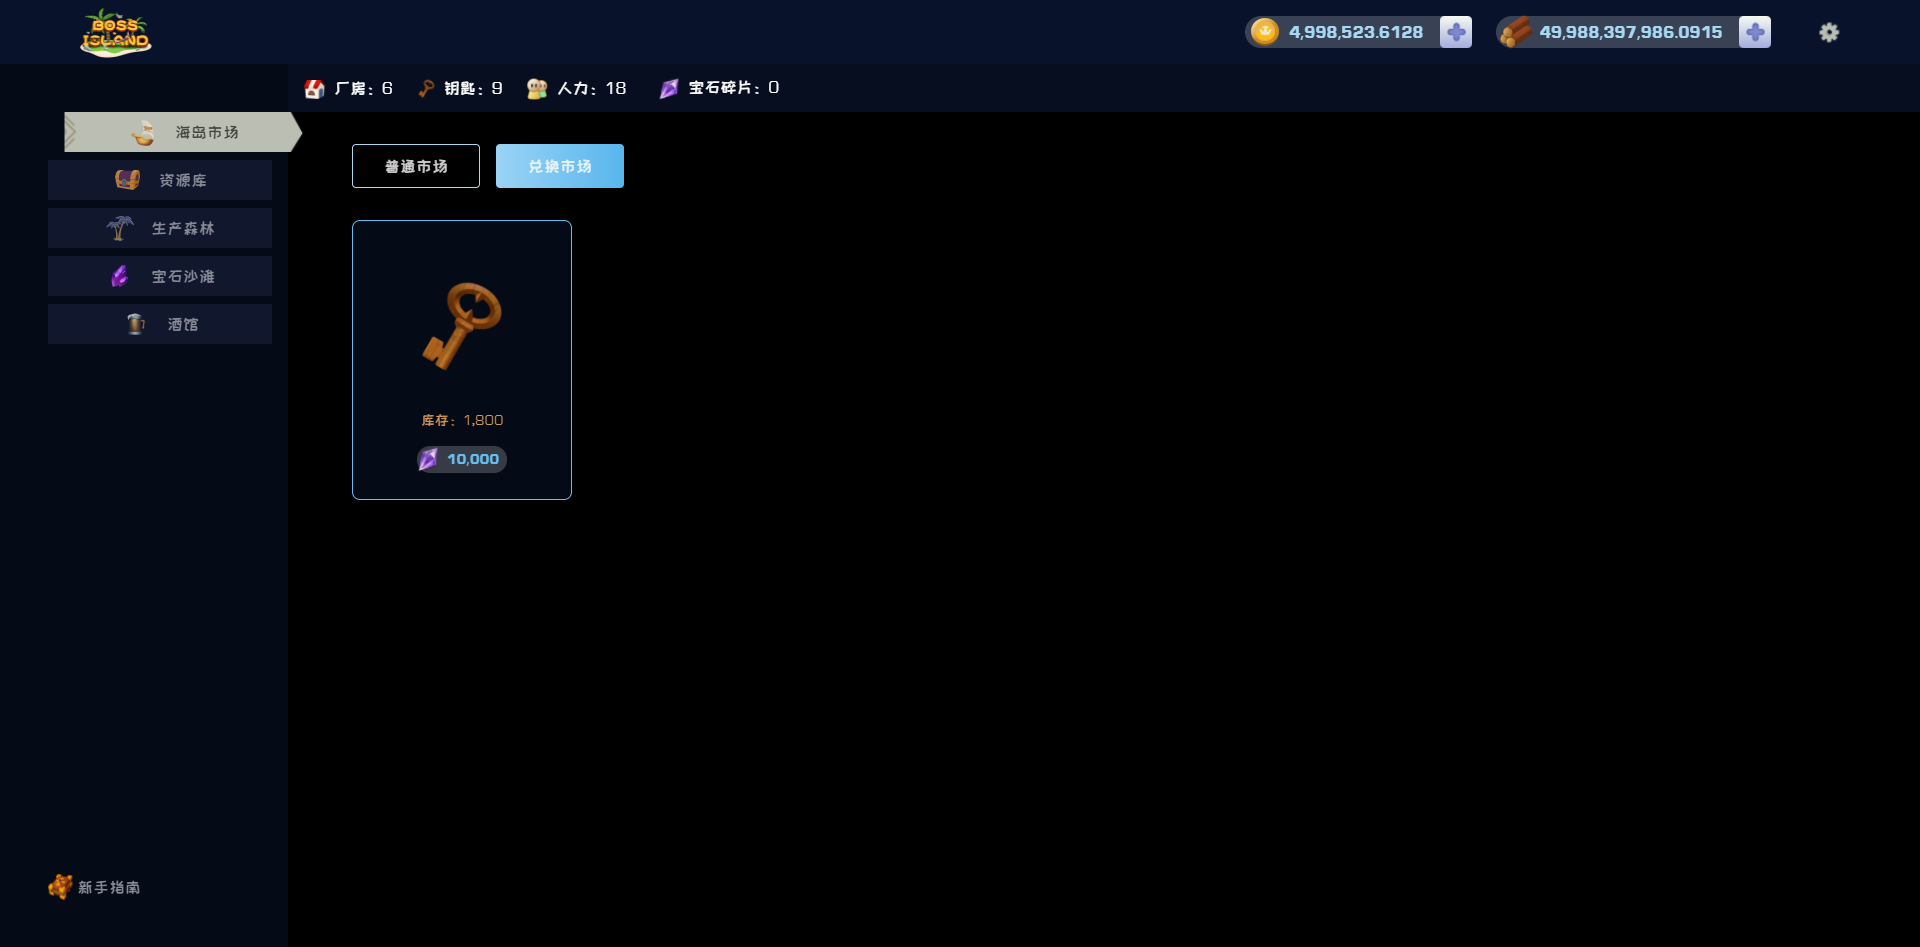 BOSS
ISLAND
4,998,523.6128
49,988,397,986.0915
厂房：6
钥匙：9
人力：18
宝石碎片：0
海岛市场
资源库
生产森林
宝石沙滩
酒馆
新手指南
普通市场
兑换市场
库存：1,800
10,000